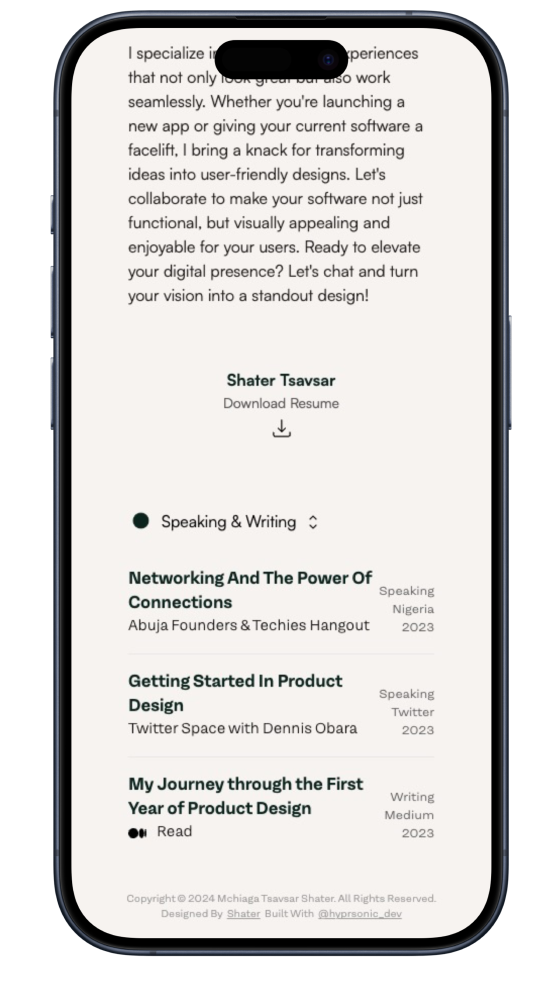 I specialize in xperiences
that not only look great but also work
seamlessly. Whether you're launching a
new app or giving your current software a
facelift, I bring a knack for transforming
ideas into user-friendly designs. Let's
collaborate to make your software not just
functional, but visually appealing and
enjoyable for your users. Ready to elevate
your digital presence? Let's chat and turn
your vision into a standout design!
Shater Tsavsar
Download Resume
Speaking & Writing
Networking And The Power Of
Connections
Abuja Founders & Techies Hangout
Speaking
Nigeria
2023
Getting Started In Product
Design
Twitter Space with Dennis Obara
Speaking
Twitter
2023
My Journey through the First
Year of Product Design
Read
Writing
Medium
2023
Copyright © 2024 Mchiaga Tsavsar Shater. All Rights Reserved.
Designed By Shater Built With @hyprsonic_dev